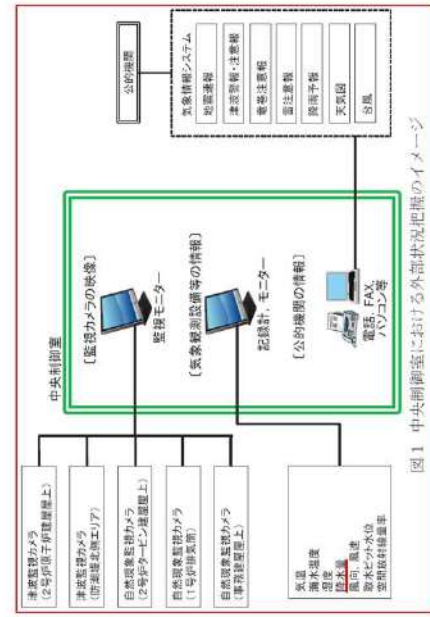 中央制御室
公的機関
津波監視カメラ
(2号炉原子炉建屋屋上)
津波監視カメラ
(防潮堤北側エリア)
自然現象監視カメラ
(2号炉タービン建屋屋上)
自然現象監視カメラ
(1号炉排気筒)
自然現象監視カメラ
(事務建屋屋上)
[監視カメラの映像]
監視モニター
[気象観測設備等の情報]
記録計,モニター
[公的機関の情報]
電話,FAX,
パソコン等
気象情報システム
地震速報
津波警報・注意報
竜巻注意報
雷注意報
降雨予報
天気図
台風
気温
海水温度
湿度
降水量
風向,風速
取水ピット水位
空間放射線量率
図1 中央制御室における外部状況把握のイメージ